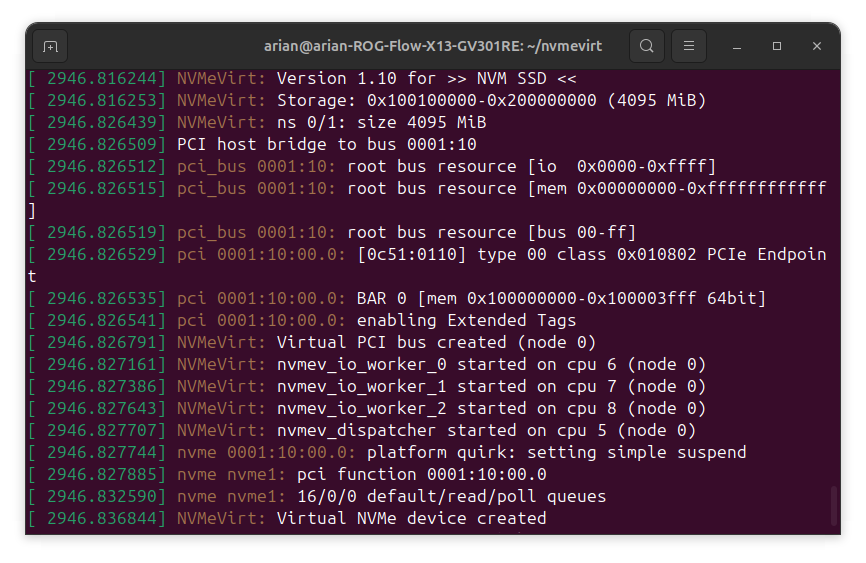 arian@arian-ROG-Flow-X13-GV301RE: ~/nvmevirt
[ 2946.816244] NVMeVirt: Version 1.10 for >> NVM SSD <<
[ 2946.816253] NVMeVirt: Storage: 0x100100000-0x200000000 (4095 MiB)
[ 2946.826439] NVMeVirt: ns 0/1: size 4095 MiB
[ 2946.826509] PCI host bridge to bus 0001:10
[ 2946.826512] pci_bus 0001:10: root bus resource [io  0x0000-0xffff]
[ 2946.826515] pci_bus 0001:10: root bus resource [mem 0x00000000-0xffffffffffff
]
[ 2946.826519] pci_bus 0001:10: root bus resource [bus 00-ff]
[ 2946.826529] pci 0001:10:00.0: [0c51:0110] type 00 class 0x010802 PCIe Endpoin
t
[ 2946.826535] pci 0001:10:00.0: BAR 0 [mem 0x100000000-0x100003fff 64bit]
[ 2946.826541] pci 0001:10:00.0: enabling Extended Tags
[ 2946.826791] NVMeVirt: Virtual PCI bus created (node 0)
[ 2946.827161] NVMeVirt: nvmev_io_worker_0 started on cpu 6 (node 0)
[ 2946.827386] NVMeVirt: nvmev_io_worker_1 started on cpu 7 (node 0)
[ 2946.827643] NVMeVirt: nvmev_io_worker_2 started on cpu 8 (node 0)
[ 2946.827707] NVMeVirt: nvmev_dispatcher started on cpu 5 (node 0)
[ 2946.827744] nvme 0001:10:00.0: platform quirk: setting simple suspend
[ 2946.827885] nvme nvme1: pci function 0001:10:00.0
[ 2946.832590] nvme nvme1: 16/0/0 default/read/poll queues
[ 2946.836844] NVMeVirt: Virtual NVMe device created